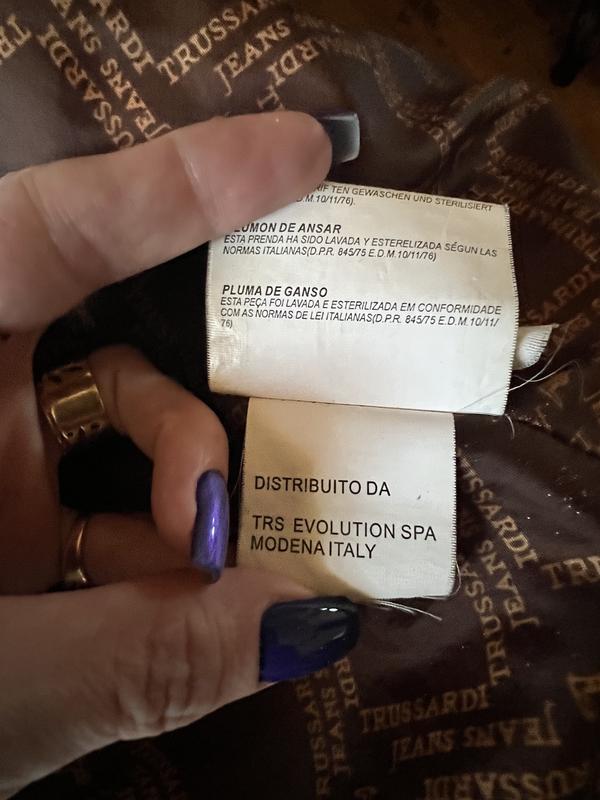 TEN GEWASCHEN UND STERILISIERT
D.M.10/11/76).
PLUMON DE ANSAR
ESTA PRENDA HA SIDO LAVADA Y ESTERELIZADA SÉGUN LAS
NORMAS ITALIANAS(D.P.R. 845/75 E.D.M.10/11/76)
PLUMA DE GANSO
ESTA PEÇA FOI LAVADA E ESTERILIZADA EM CONFORMIDADE
COM AS NORMAS DE LEI ITALIANAS(D.P.R. 845/75 E.D.M.10/11/
76)
DISTRIBUITO DA
TRS EVOLUTION SPA
MODENA ITALY
TRUSSARDI
JEANS
TRUSSARDI
JEANS
TRUSSARDI
JEANS